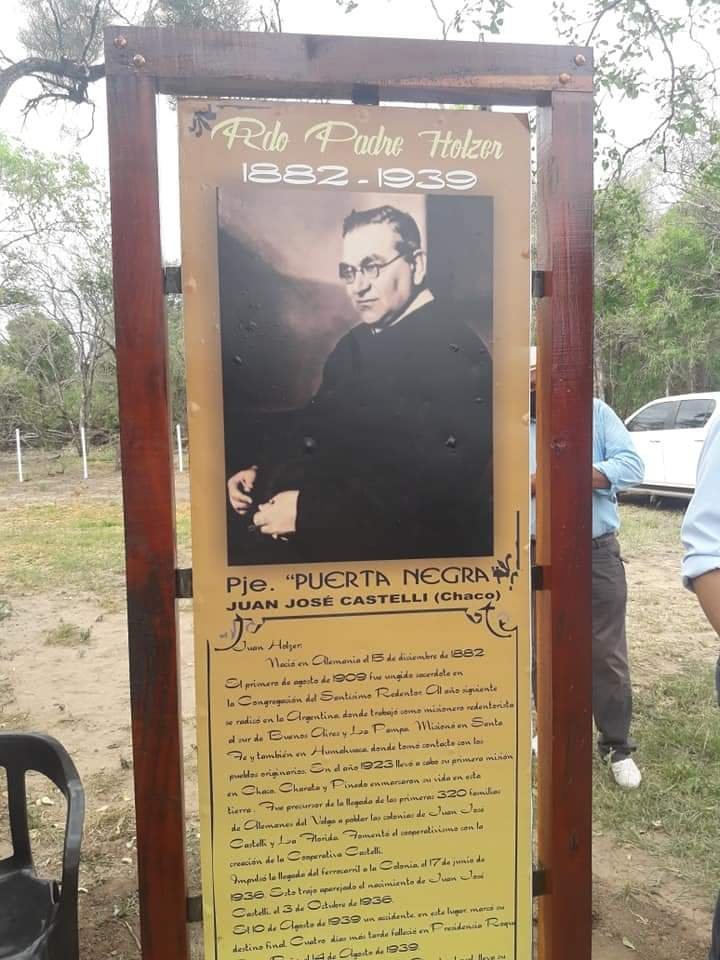 Rdo Padre Holzer
1882-1939
Pje. "PUERTA NEGRA"
JUAN JOSÉ CASTELLI (Chaco)
Juan Holzer:
Nació en Alemania el 15 de diciembre de 1882
El primero de agosto de 1909 fue ungido sacerdote en
la Congregación del Santísimo Redentor. Al año siguiente
se radicó en la Argentina, donde trabajó como misionero redentorista
al sur de Buenos Aires y La Pampa. Misionó en Santa
Fe y también en Humahuaca, donde tomó contacto con los
pueblos originarios. En el año 1923 llevó a cabo su primera misión
en Chaco. Charata y Pinedo enmarcaron su vida en esta
tierra. Fue precursor de la llegada de las primeras 320 familias
de Alemanes del Volga a poblar las colonias de Juan José
Castelli y La Florida. Fomentó el cooperativismo con la
creación de la Cooperativa Castelli.
Impulsó la llegada del ferrocarril a la Colonia, el 17 de junio de
1936. Esto trajo aparejado el nacimiento de Juan José
Castelli, el 3 de Octubre de 1936.
El 10 de Agosto de 1939 un accidente, en este lugar, marcó su
destino final. Cuatro días más tarde falleció en Presidencia Roque
14 de Agosto de 1939.